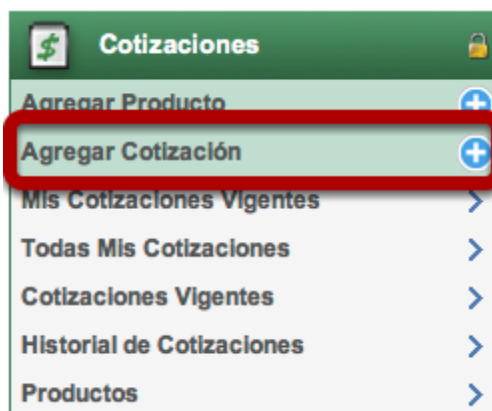 Cotizaciones
Agregar Producto
Agregar Cotización
Mis Cotizaciones Vigentes
Todas Mis Cotizaciones
Cotizaciones Vigentes
Historial de Cotizaciones
Productos